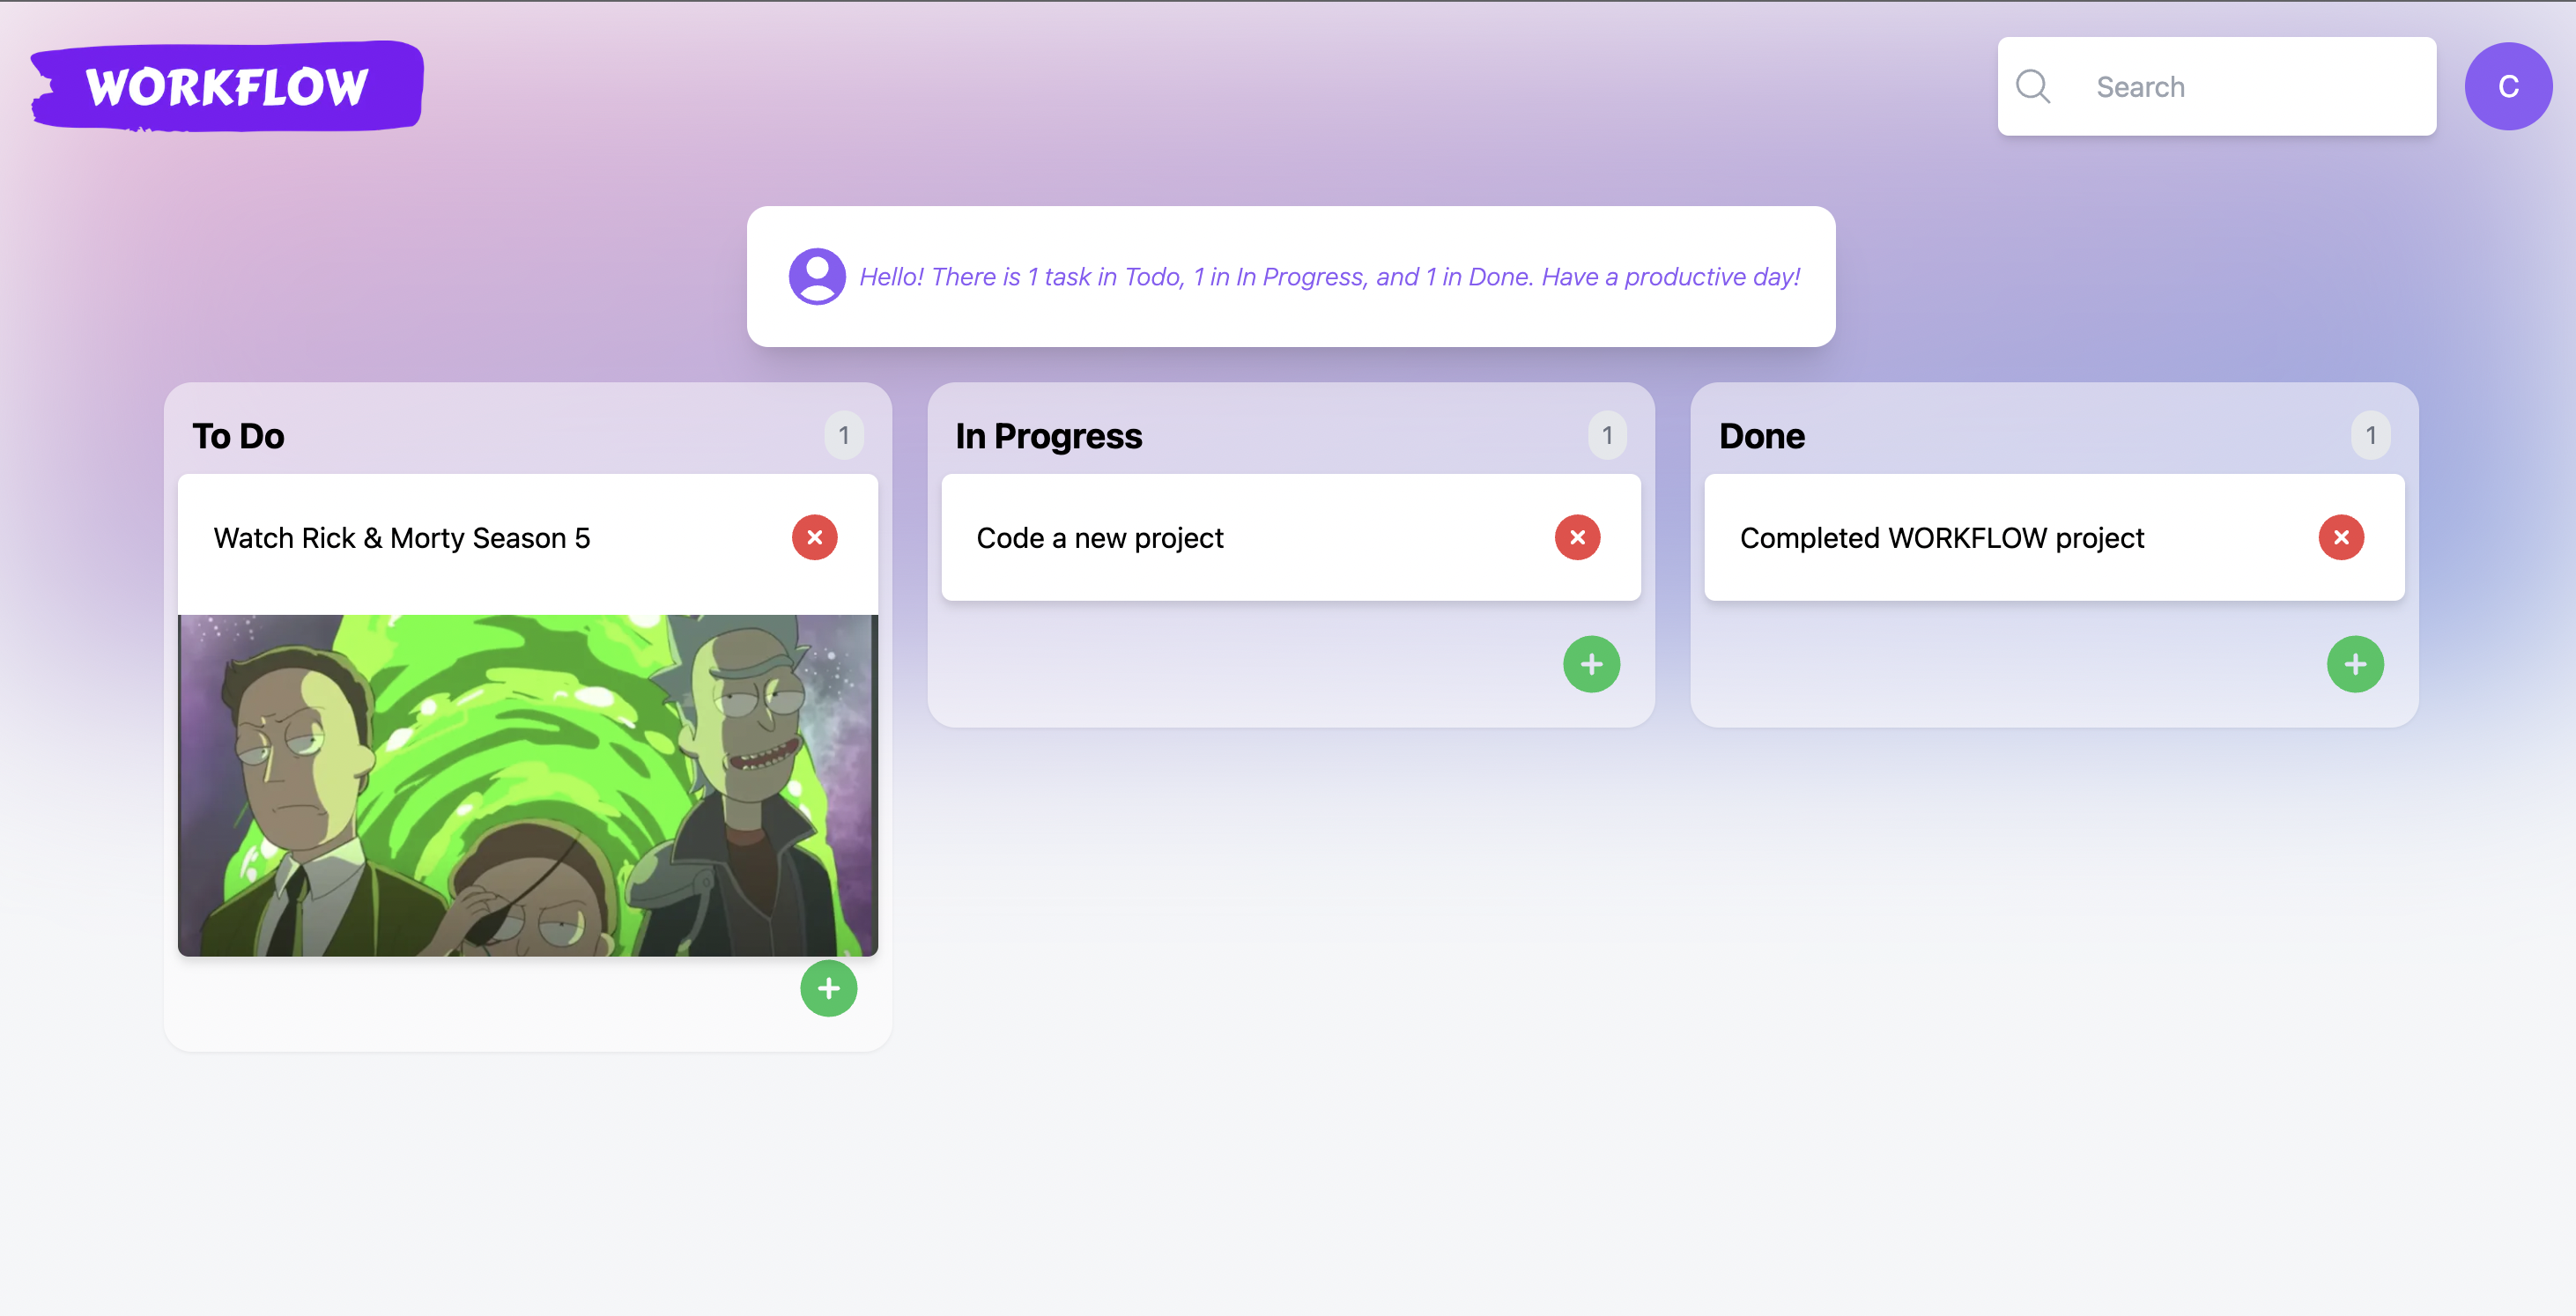 WORKFLOW
Search
C
Hello! There is 1 task in Todo, 1 in In Progress, and 1 in Done. Have a productive day!
To Do
1
Watch Rick & Morty Season 5
In Progress
1
Code a new project
Done
1
Completed WORKFLOW project